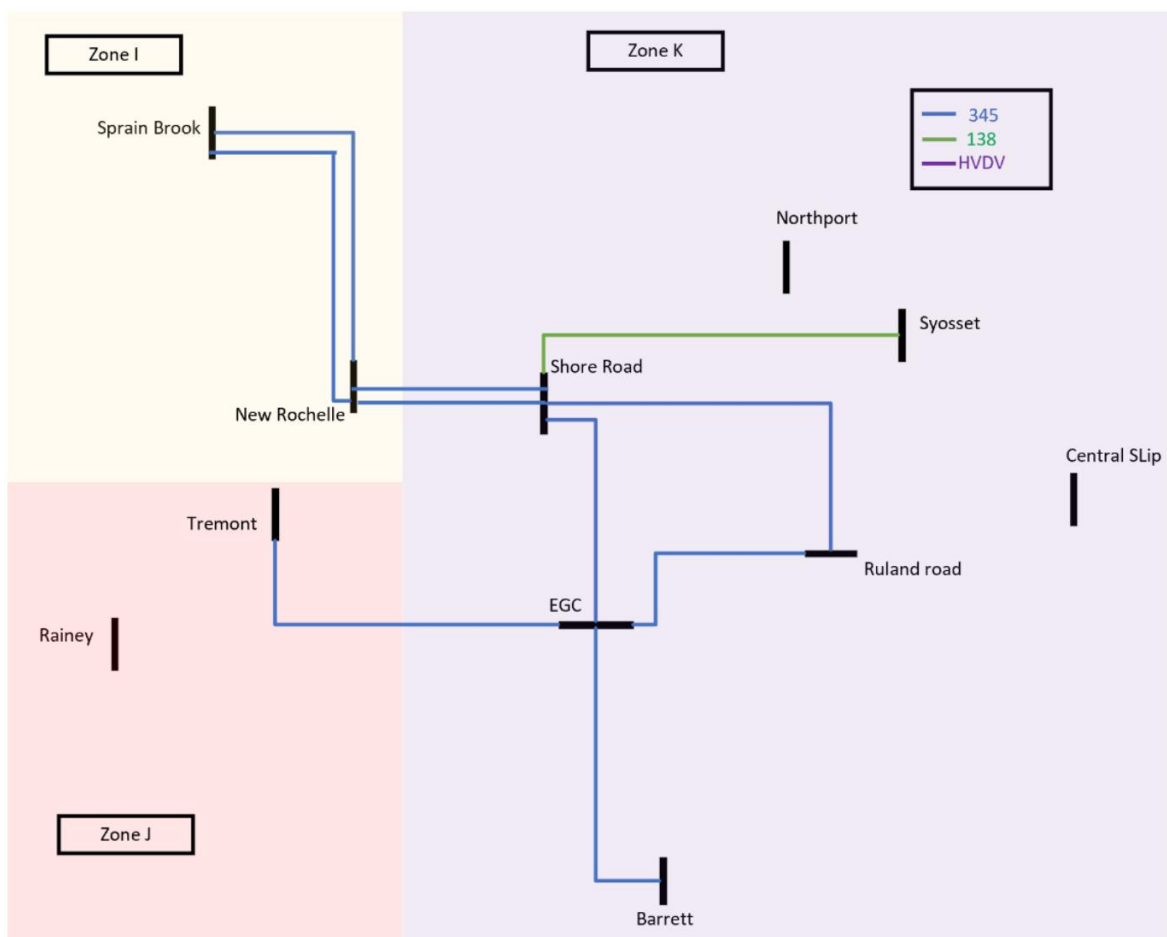 Zone I
Zone K
Sprain Brook
345
138
HVDV
Northport
Syosset
Shore Road
New Rochelle
Central SLip
Tremont
Ruland road
EGC
Rainey
Zone J
Barrett